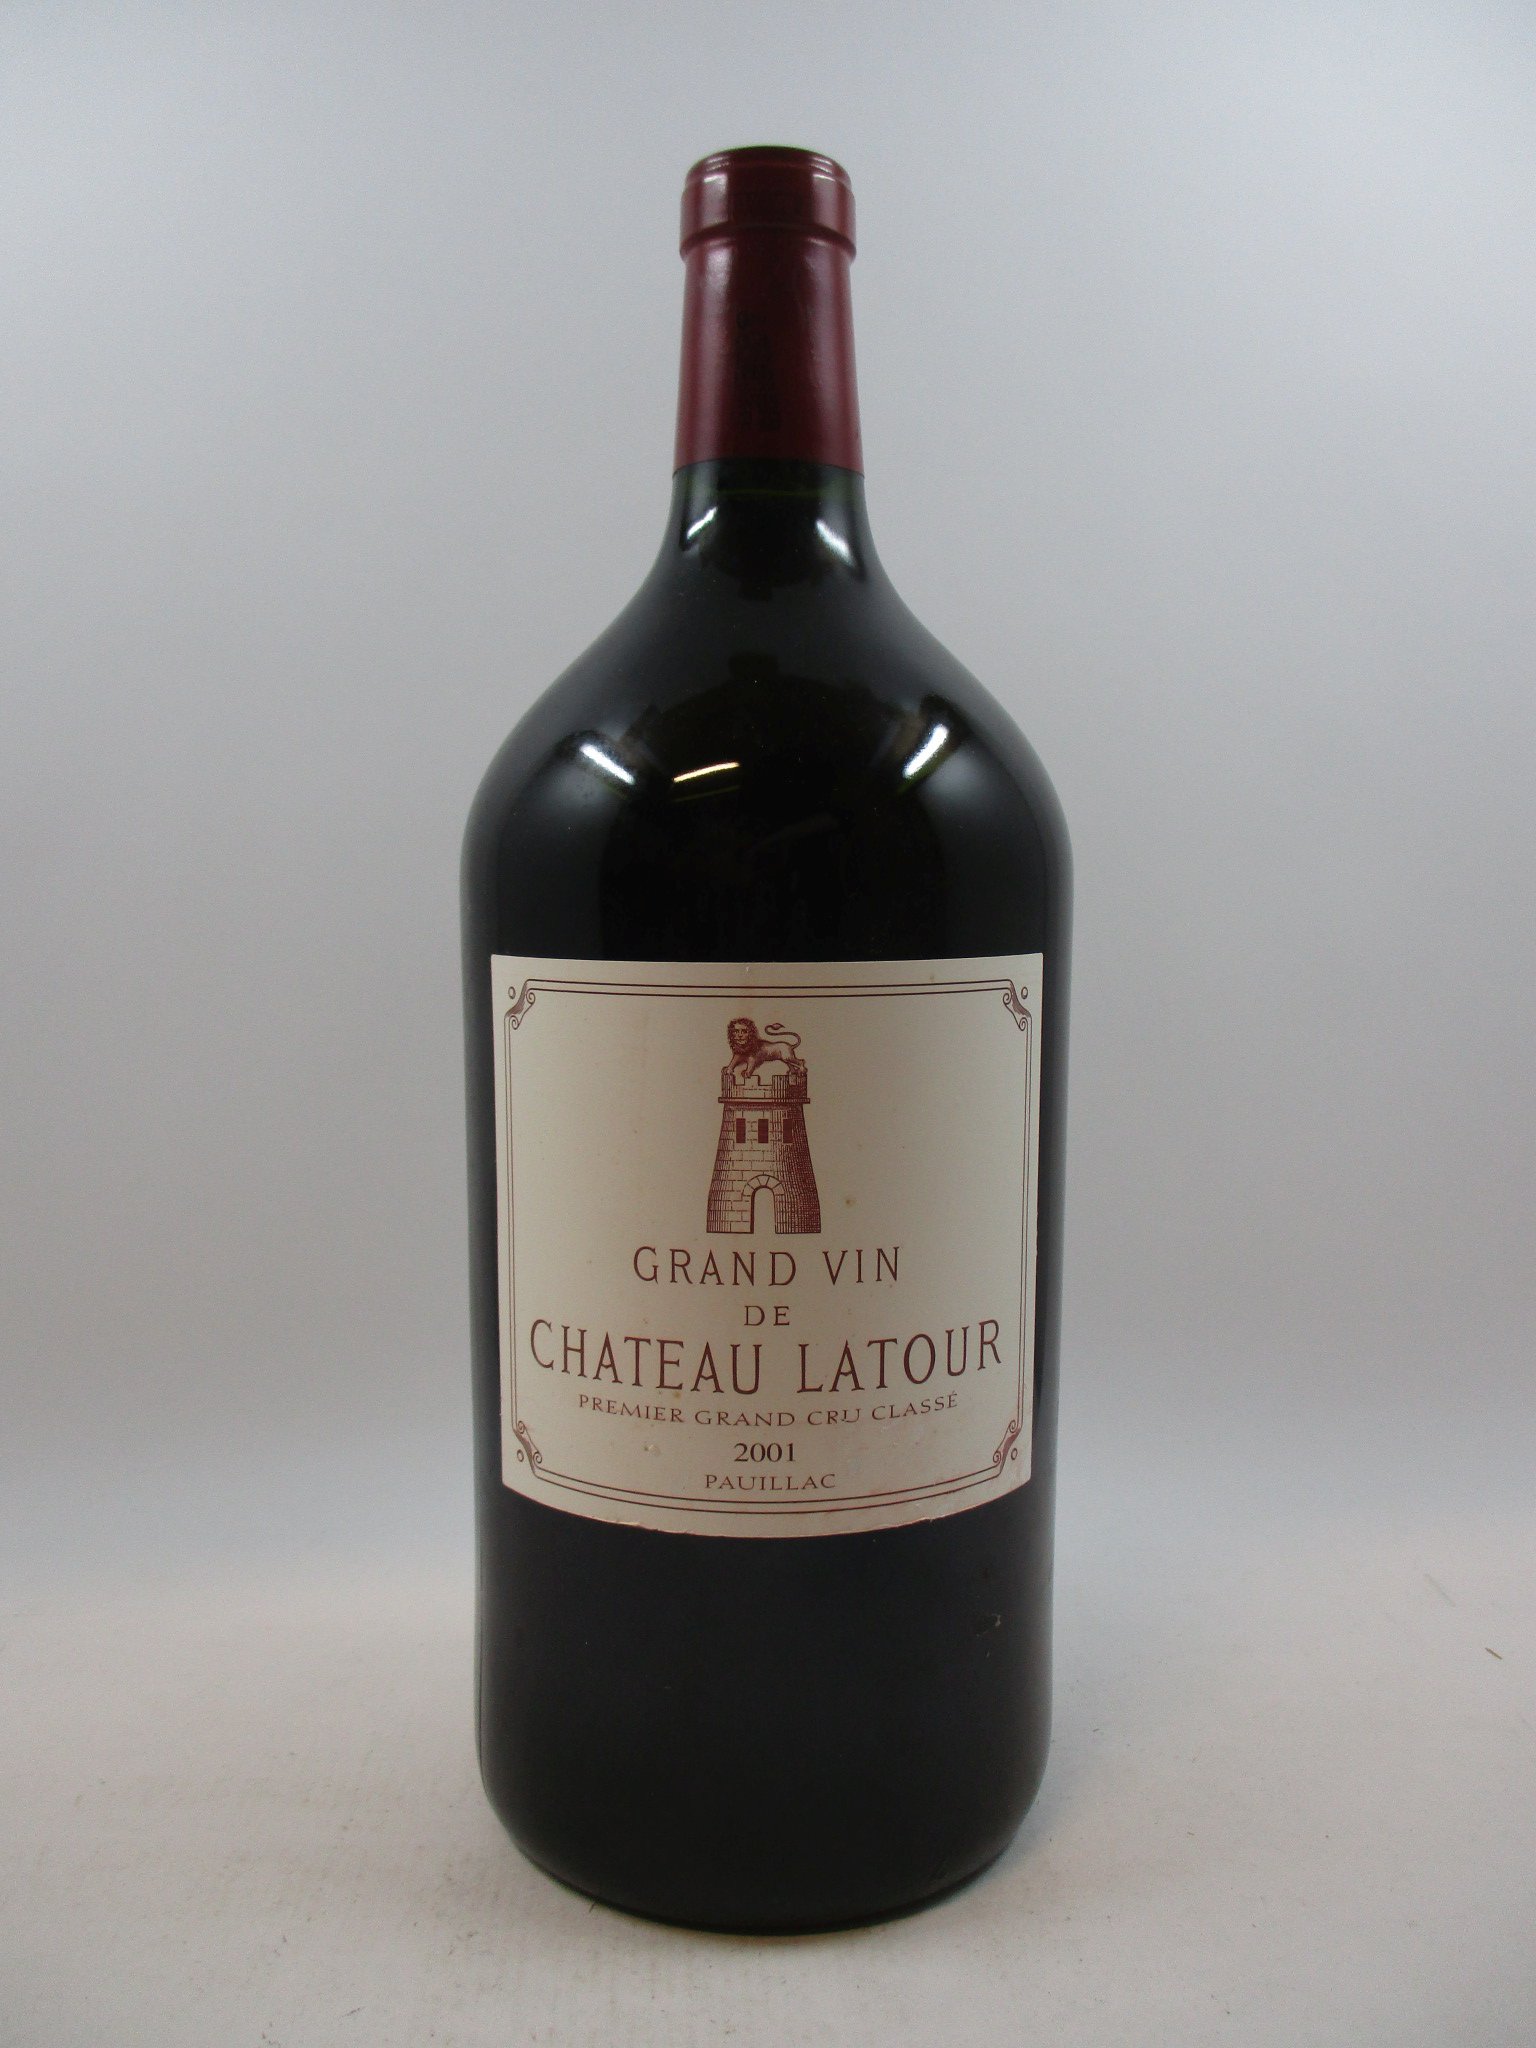 GRAND VIN
DE
CHATEAU LATOUR
PREMIER GRAND CRU CLASSÉ
2001
PAUILLAC